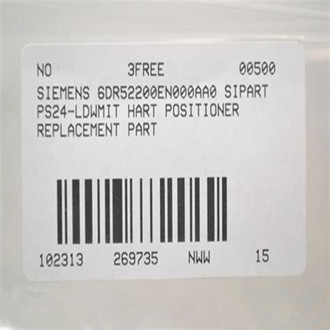 NO 3FREE 00500
SIEMENS 6DR52200EN000AA0 SIPART
PS24-LDWMIT HART POSITIONER
REPLACEMENT PART
102313 269735 NWW 15